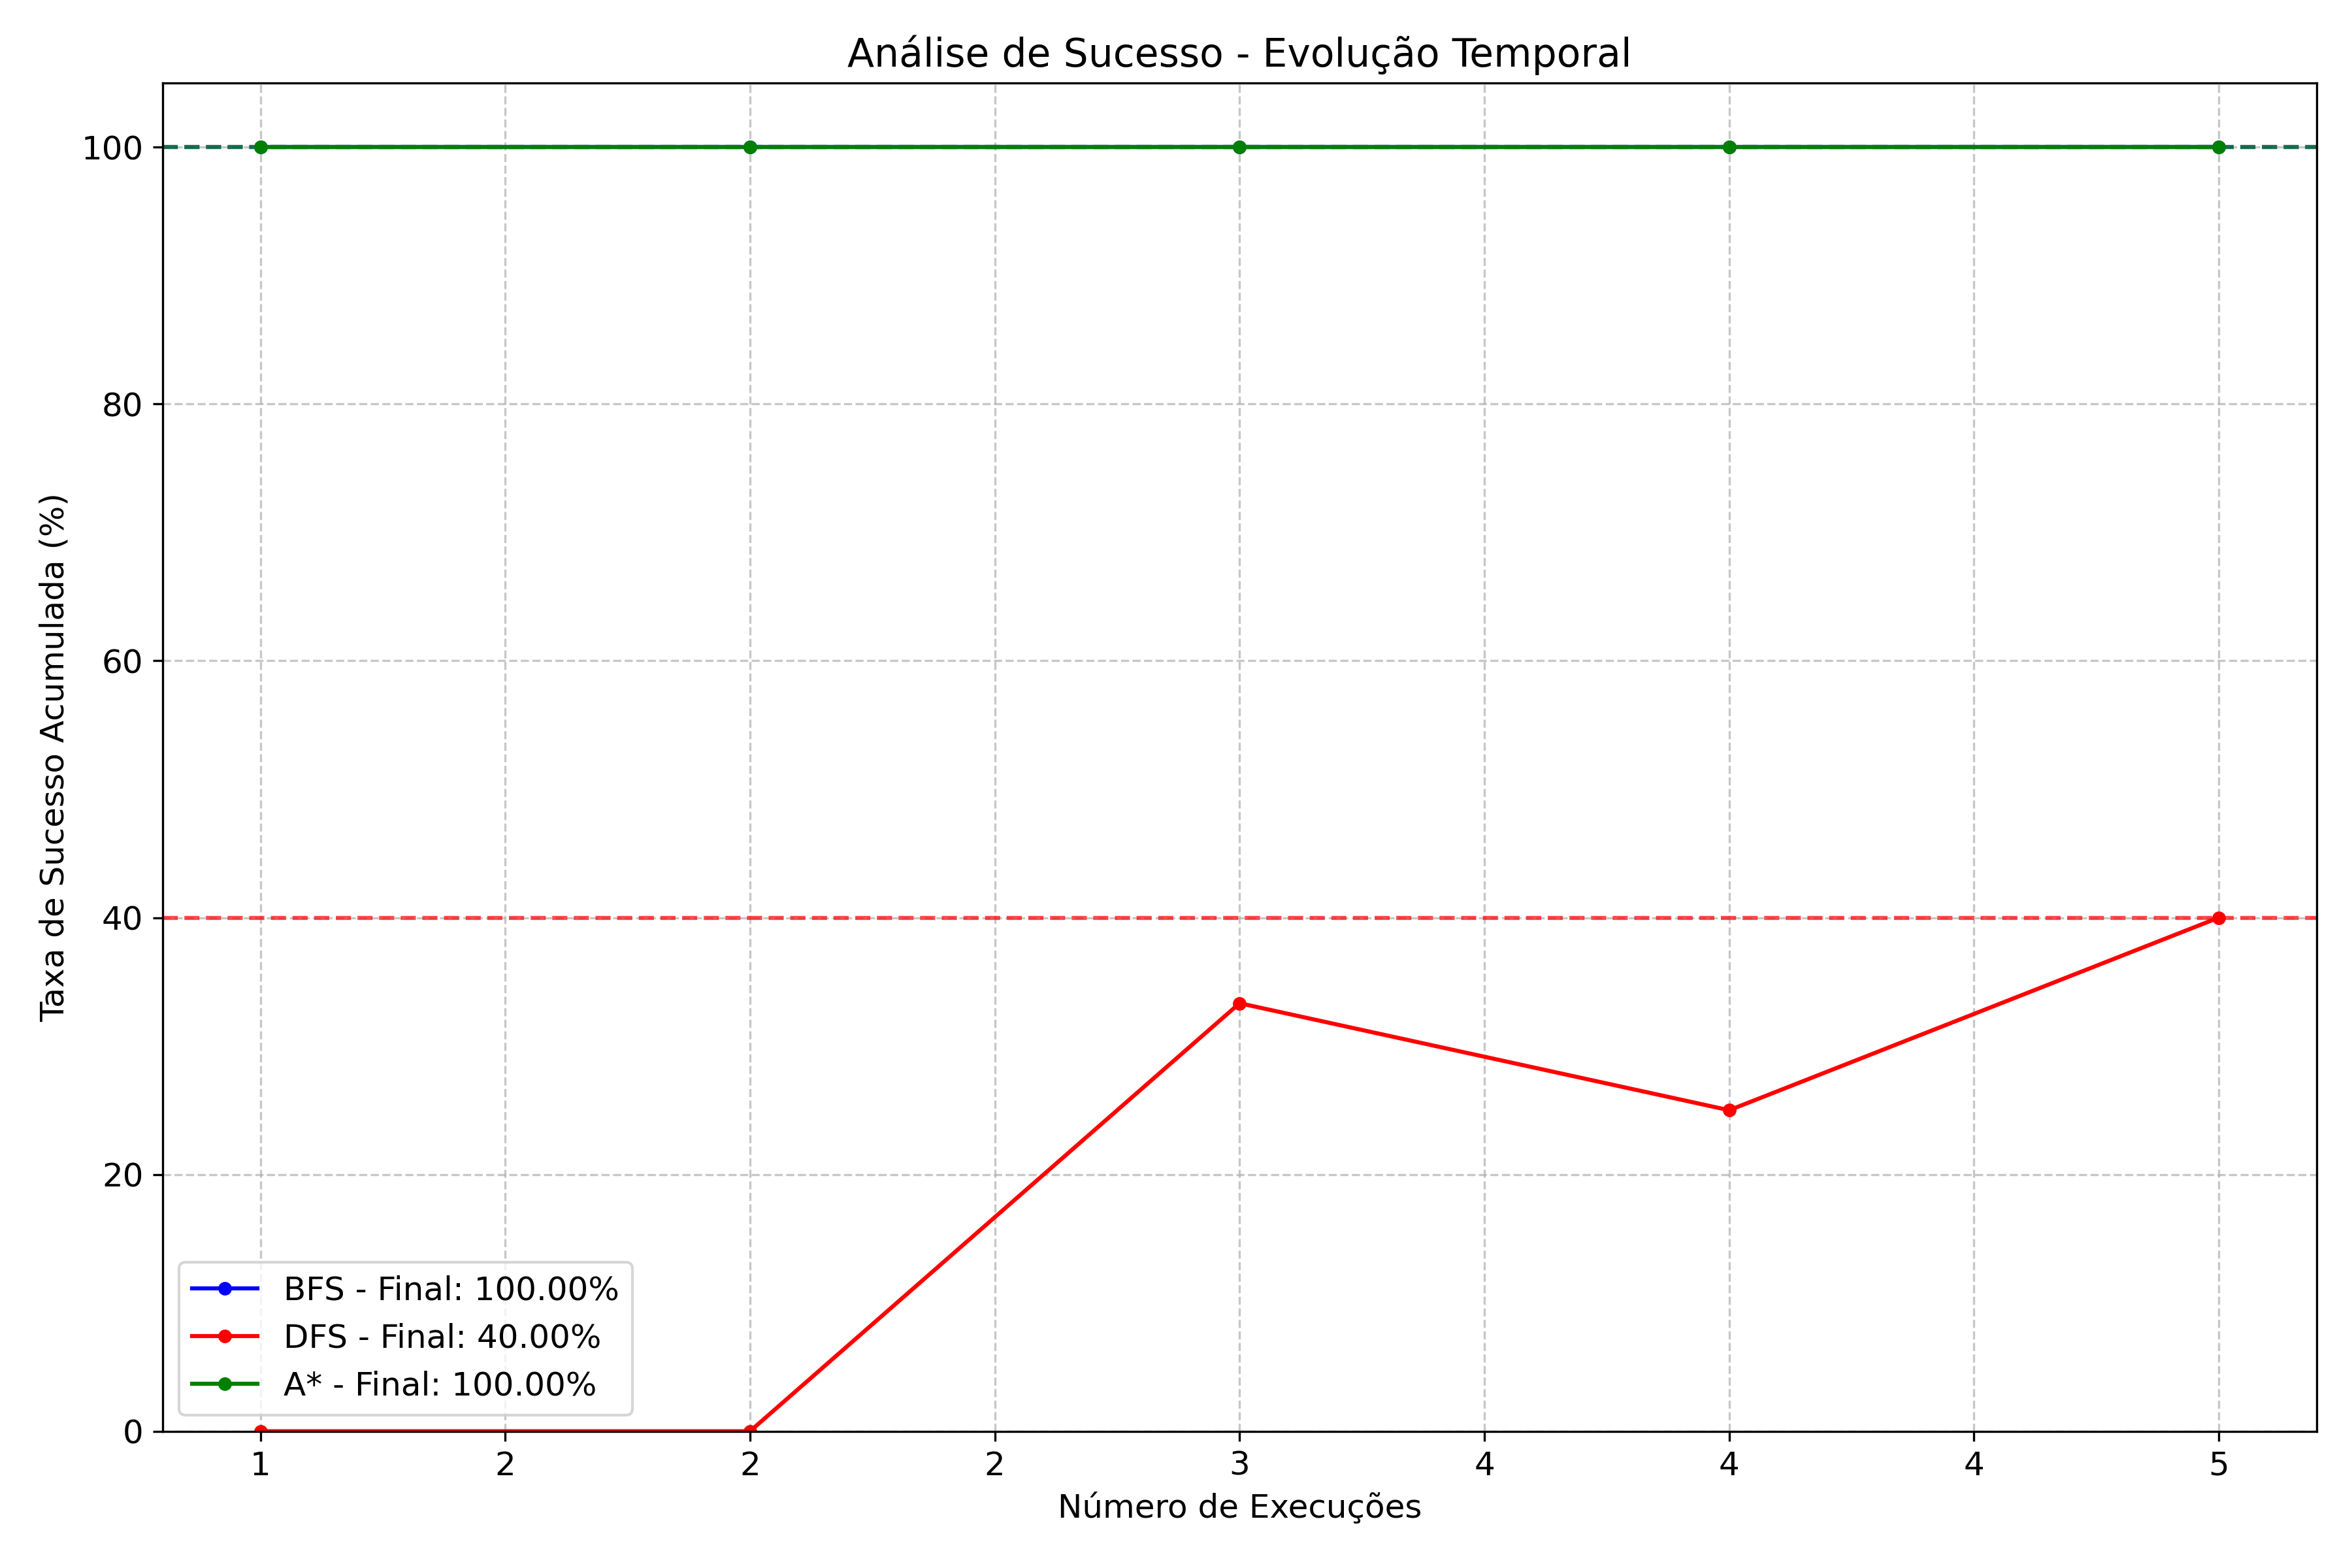 Análise de Sucesso - Evolução Temporal
Taxa de Sucesso Acumulada (%)
100
80
60
40
20
0
BFS - Final: 100.00%
DFS - Final: 40.00%
A* - Final: 100.00%
1 2 2 2 3 4 4 4 5
Número de Execuções